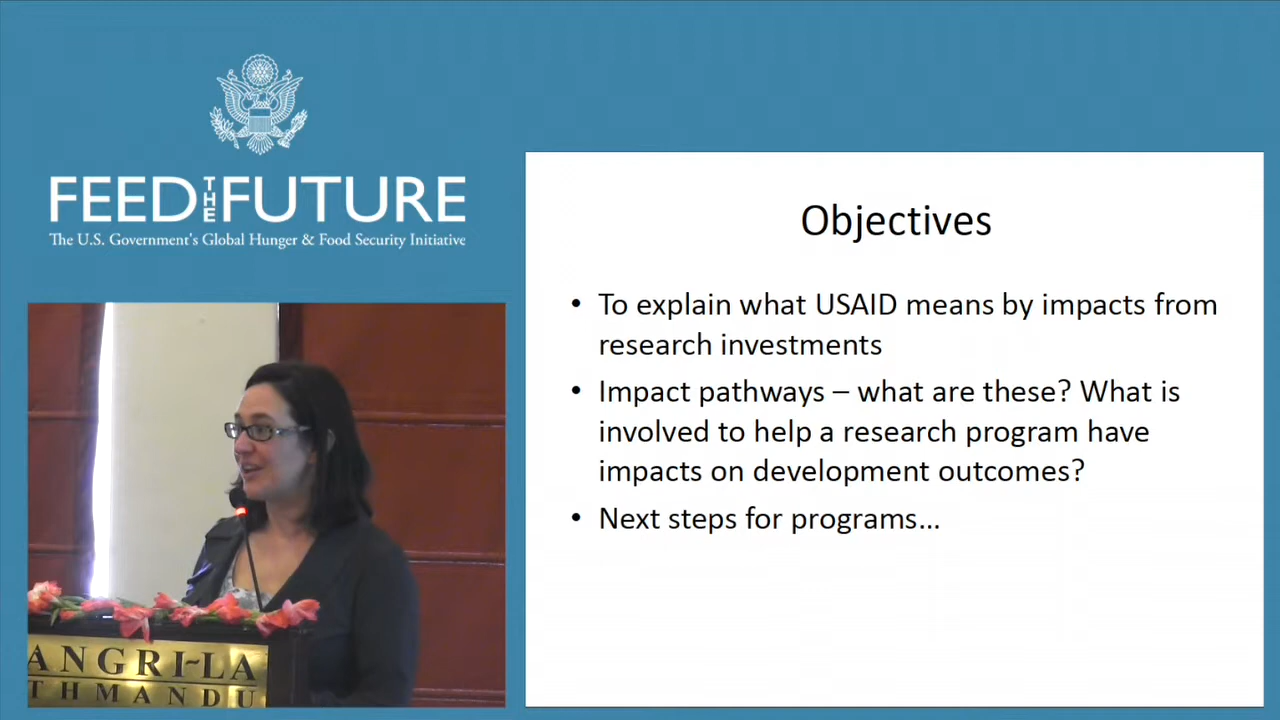 FEED THE FUTURE
The U.S. Government's Global Hunger & Food Security Initiative
Objectives
• To explain what USAID means by impacts from
research investments
• Impact pathways – what are these? What is
involved to help a research program have
impacts on development outcomes?
• Next steps for programs…
ANGRI~LA
THMANDU